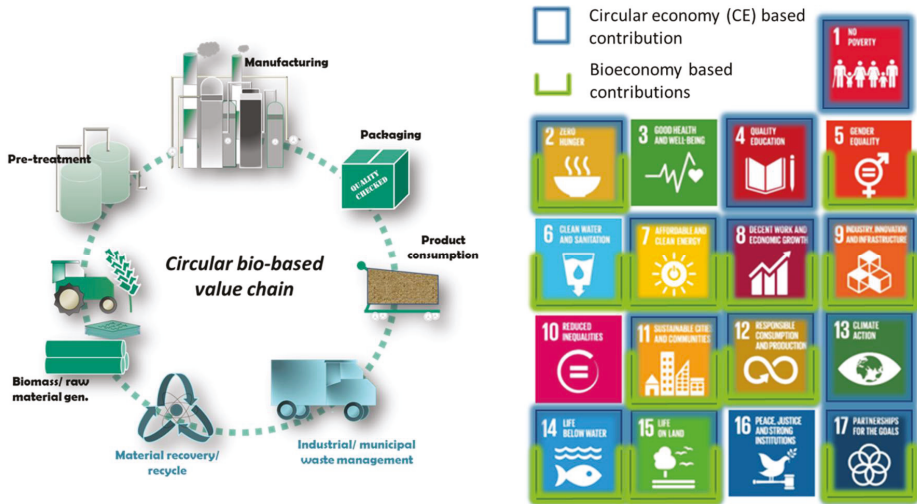 Manufacturing
Pre-treatment
Packaging
QUALITY
CHECKED
Product
consumption
Circular bio-based
value chain
Biomass/ raw
material gen.
Material recovery/
recycle
Industrial/ municipal
waste management
Circular economy (CE) based
contribution
Bioeconomy based
contributions
1 NO
POVERTY
2 ZERO
HUNGER
3 GOOD HEALTH
AND WELL-BEING
4 QUALITY
EDUCATION
5 GENDER
EQUALITY
6 CLEAN WATER
AND SANITATION
7 AFFORDABLE AND
CLEAN ENERGY
8 DECENT WORK AND
ECONOMIC GROWTH
9 INDUSTRY, INNOVATION
AND INFRASTRUCTURE
10 REDUCED
INEQUALITIES
11 SUSTAINABLE CITIES
AND COMMUNITIES
12 RESPONSIBLE
CONSUMPTION
AND PRODUCTION
13 CLIMATE
ACTION
14 LIFE
BELOW WATER
15 LIFE
ON LAND
16 PEACE, JUSTICE
AND STRONG
INSTITUTIONS
17 PARTNERSHIPS
FOR THE GOALS